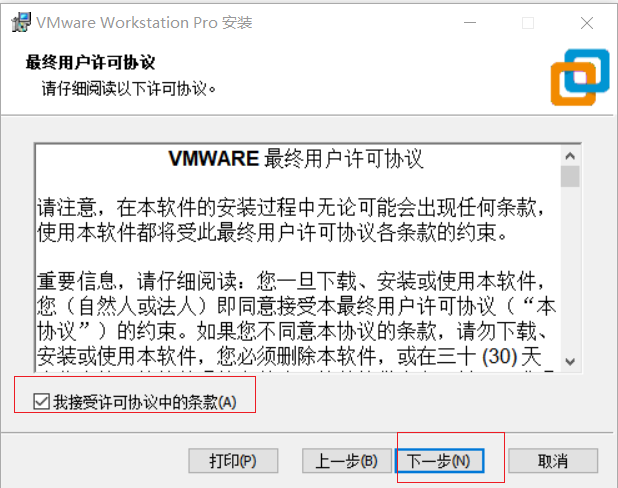 VMware Workstation Pro 安装
最终用户许可协议
请仔细阅读以下许可协议。
VMWARE 最终用户许可协议
请注意，在本软件的安装过程中无论可能会出现任何条款，
使用本软件都将受此最终用户许可协议各条款的约束。
重要信息，请仔细阅读：您一旦下载、安装或使用本软件，
您（自然人或法人）即同意接受本最终用户许可协议（“本
协议”）的约束。如果您不同意本协议的条款，请勿下载、
安装或使用本软件，您必须删除本软件，或在三十 (30) 天
我接受许可协议中的条款(A)
打印(P)
上一步(B)
下一步(N)
取消